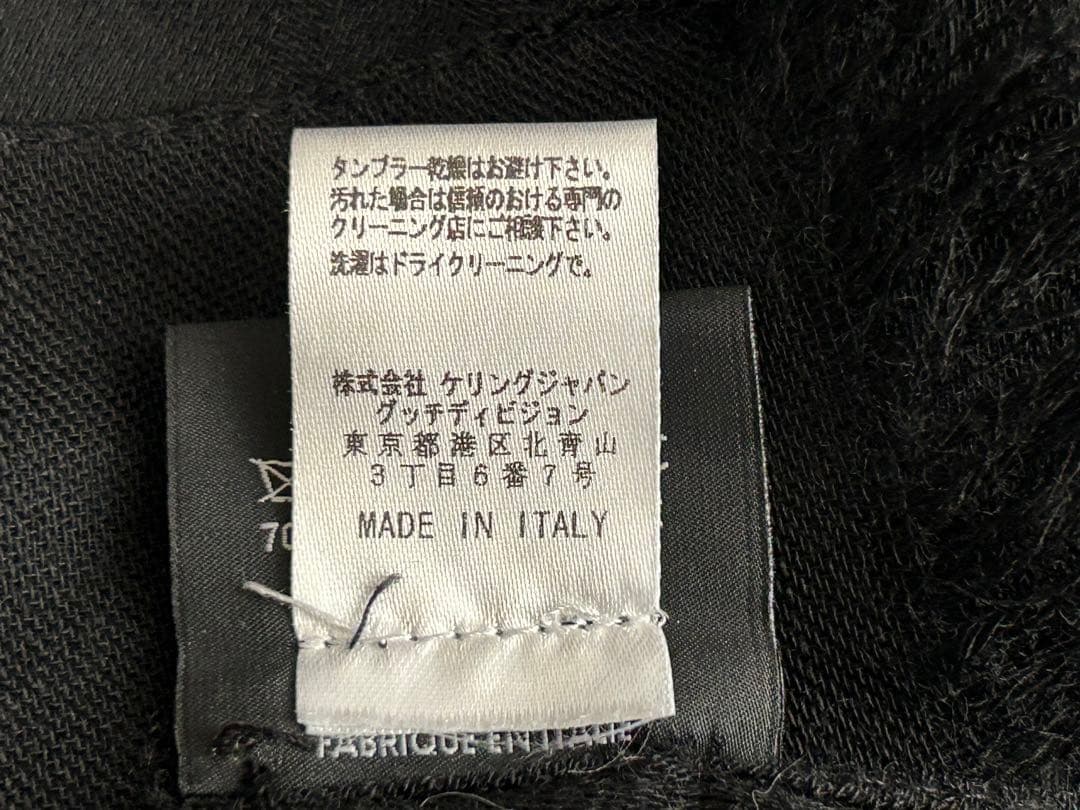 タンブラー乾燥はお避け下さい。
汚れた場合は信頼のおける専門の
クリーニング店にご相談下さい。
洗濯はドライクリーニングで。
株式会社 ケリングジャパン
グッチディビジョン
東京都港区北青山
3丁目6番7号
70
MADE IN ITALY
FABRIQUE EN ITALIE